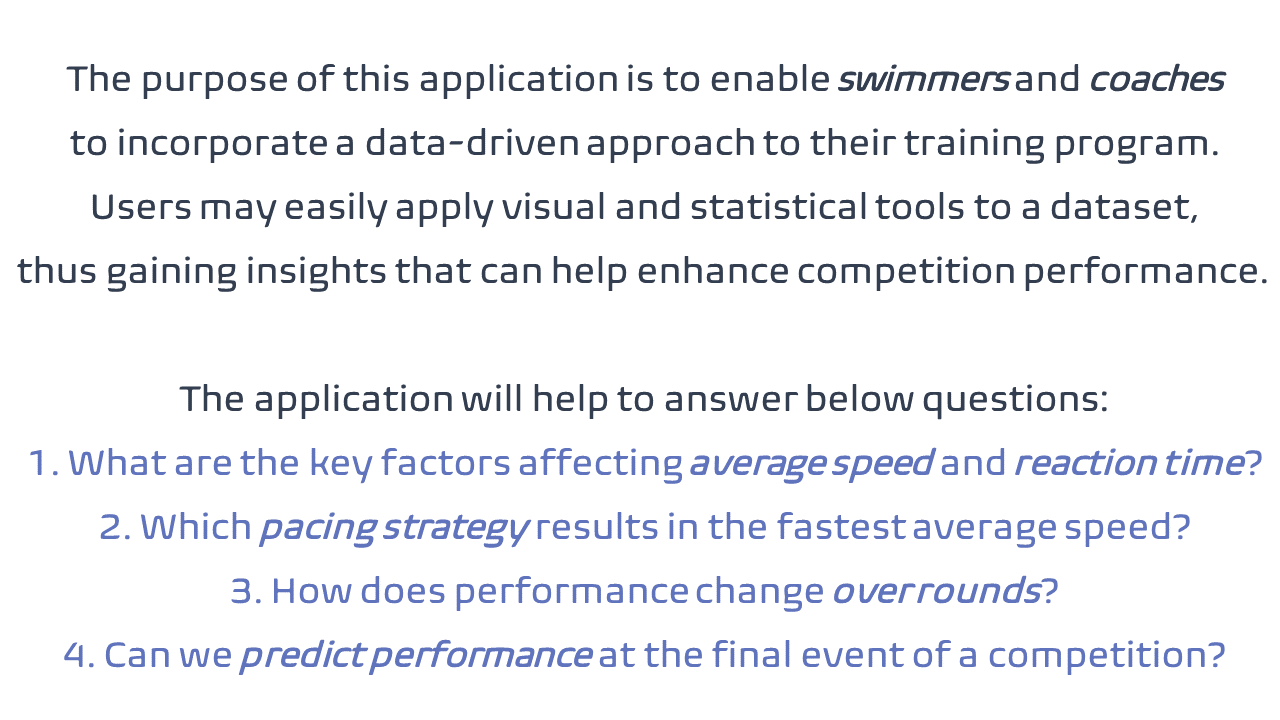 The purpose of this application is to enable swimmers and coaches
to incorporate a data-driven approach to their training program.
Users may easily apply visual and statistical tools to a dataset,
thus gaining insights that can help enhance competition performance.
The application will help to answer below questions:
1. What are the key factors affecting average speed and reaction time?
2. Which pacing strategy results in the fastest average speed?
3. How does performance change over rounds?
4. Can we predict performance at the final event of a competition?